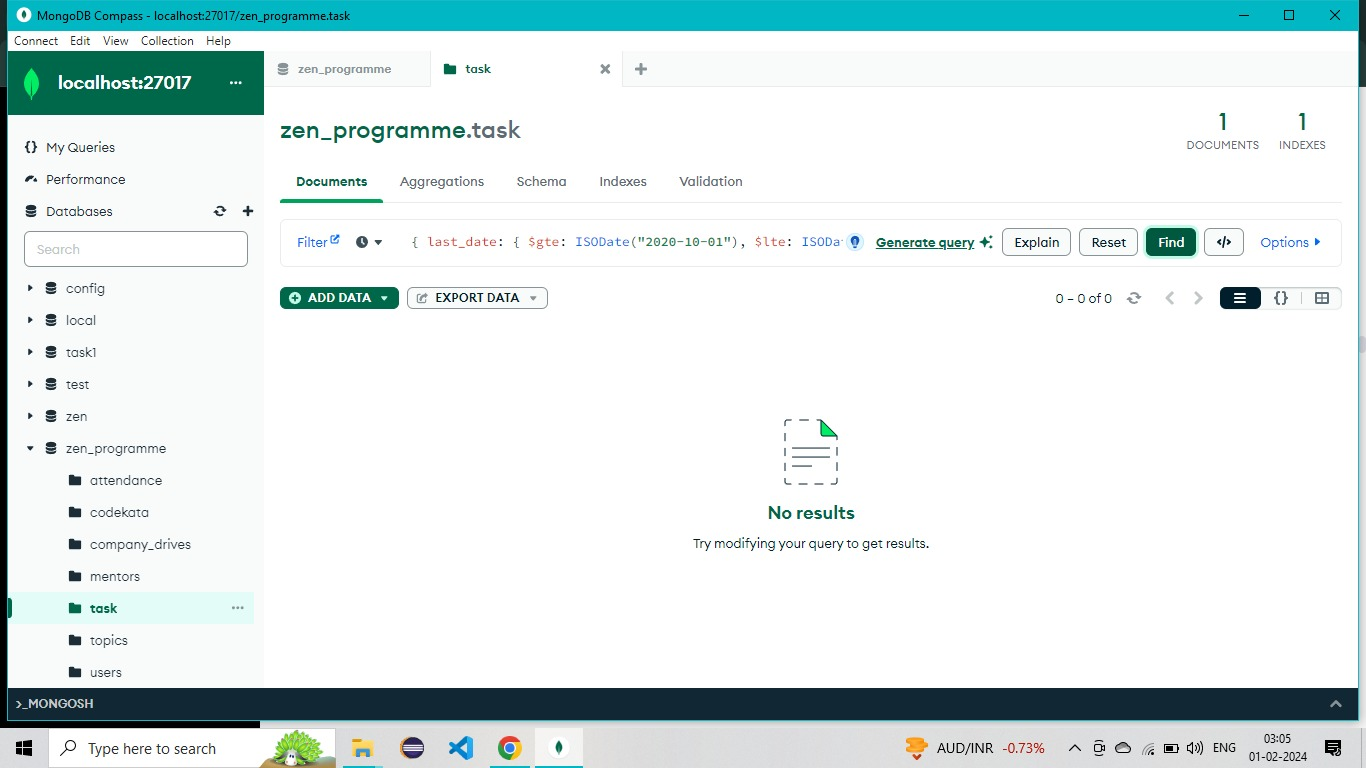 MongoDB Compass - localhost:27017/zen_programme.task
Connect Edit View Collection Help
localhost:27017 ...
zen_programme
task
My Queries
Performance
Databases
Search
config
local
task1
test
zen
zen_programme
attendance
codekata
company_drives
mentors
task ...
topics
users
zen_programme.task
1
DOCUMENTS
1
INDEXES
Documents Aggregations Schema Indexes Validation
Filter { last_date: { $gte: ISODate("2020-10-01"), $lte: ISODa Generate query Explain Reset Find </> Options
ADD DATA EXPORT DATA 0 – 0 of 0 {}
No results
Try modifying your query to get results.
>_MONGOSH
Type here to search AUD/INR -0.73% ENG
03:05
01-02-2024